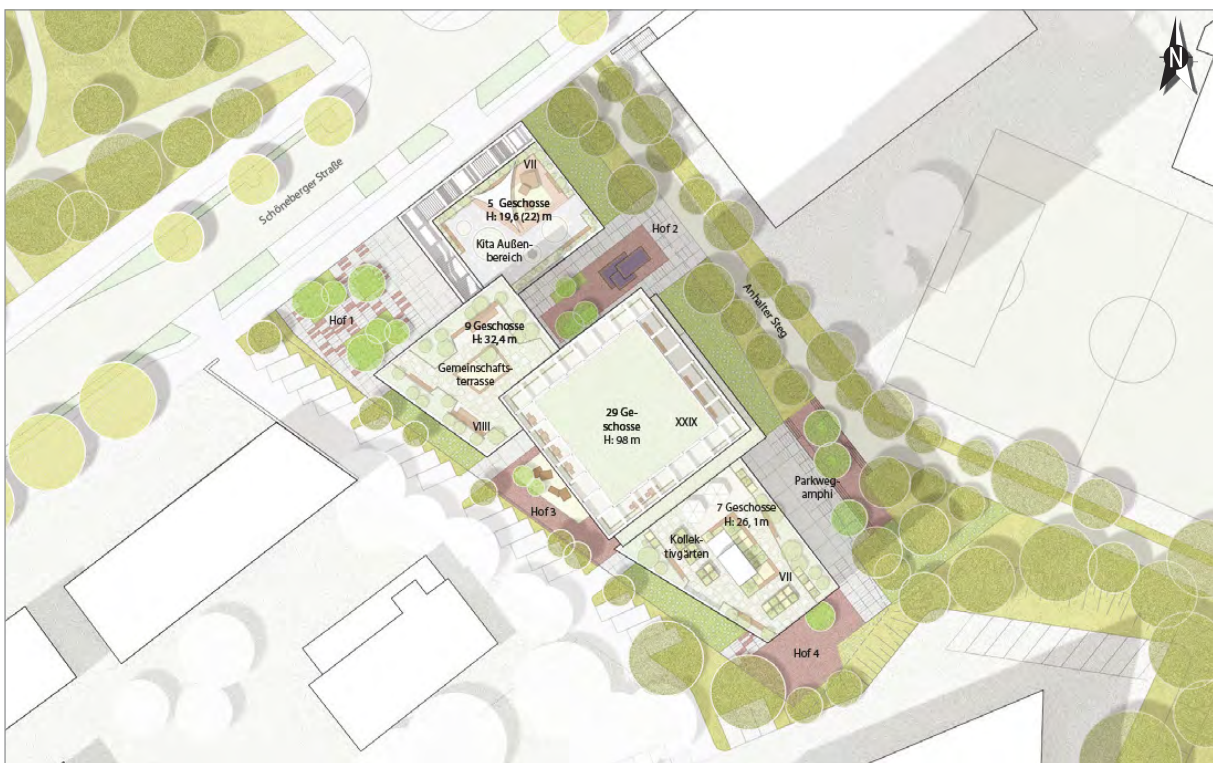 N
Schöneberger Straße
VII
5 Geschosse
H: 19,6 (22) m
Kita Außen-
bereich
Hof 2
Hof 1
9 Geschosse
H: 32,4 m
Gemeinschafts-
terrasse
VIIII
Anhalter Steg
29 Ge-
schosse
H: 98 m
XXIX
Hof 3
Parkweg-
amphi
7 Geschosse
H: 26, 1m
Kollek-
tivgärten
VII
Hof 4